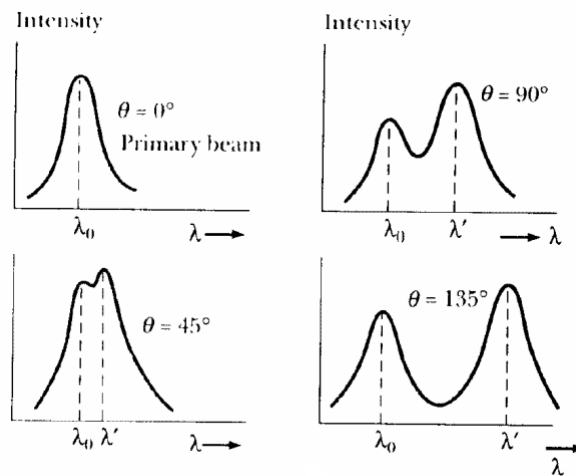 Intensity
θ = 0°
Primary beam
λ₀
λ
Intensity
θ = 90°
λ₀ λ′
λ
θ = 45°
λ₀ λ′
λ
θ = 135°
λ₀ λ′
λ